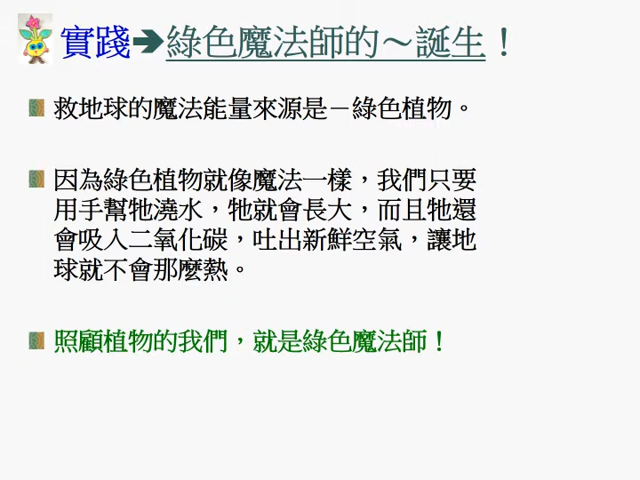 實踐➔綠色魔法師的～誕生！
救地球的魔法能量來源是－綠色植物。
因為綠色植物就像魔法一樣，我們只要
用手幫牠澆水，牠就會長大，而且牠還
會吸入二氧化碳，吐出新鮮空氣，讓地
球就不會那麼熱。
照顧植物的我們，就是綠色魔法師！